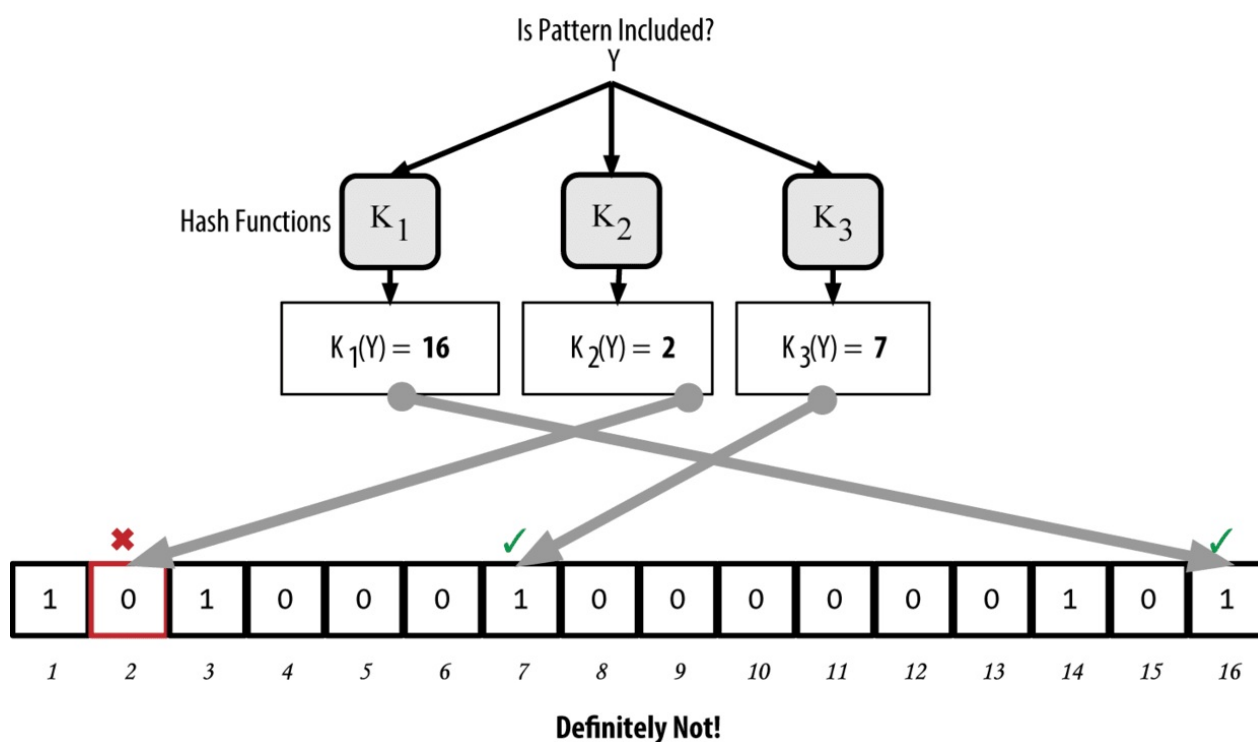 Is Pattern Included?
Y
Hash Functions K1 K2 K3
K1(Y) = 16 K2(Y) = 2 K3(Y) = 7
✖ ✓ ✓
1 0 1 0 0 0 1 0 0 0 0 0 0 1 0 1
1 2 3 4 5 6 7 8 9 10 11 12 13 14 15 16
Definitely Not!